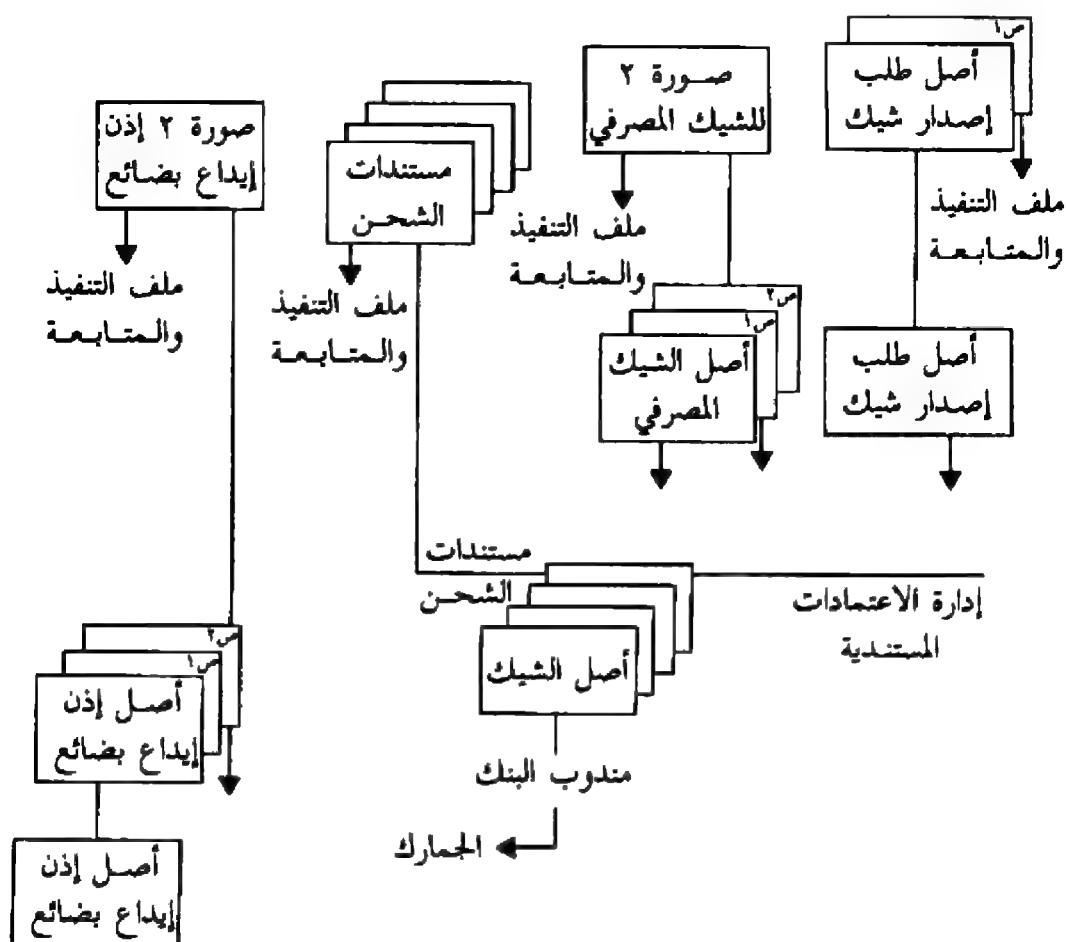 ص١
أصل طلب
إصدار شيك
ملف التنفيذ
والمتابعة
أصل طلب
إصدار شيك
صورة ٢
للشيك المصرفي
ملف التنفيذ
والمتابعة
ص٢
ص١
أصل الشيك
المصرفي
مستندات
الشحن
ملف التنفيذ
والمتابعة
صورة ٢ إذن
إيداع بضائع
ملف التنفيذ
والمتابعة
مستندات
الشحن
إدارة الاعتمادات
المستندية
أصل الشيك
مندوب البنك
الجمارك
ص٢
ص١
أصل إذن
إيداع بضائع
أصل إذن
إيداع بضائع